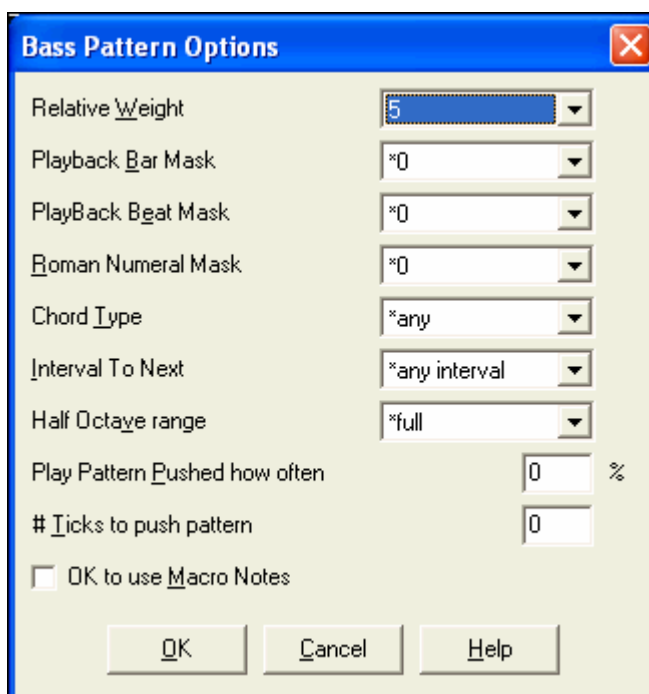 Bass Pattern Options
Relative Weight 5
Playback Bar Mask *0
PlayBack Beat Mask *0
Roman Numeral Mask *0
Chord Type *any
Interval To Next *any interval
Half Octave range *full
Play Pattern Pushed how often 0 %
# Ticks to push pattern 0
OK to use Macro Notes
OK Cancel Help